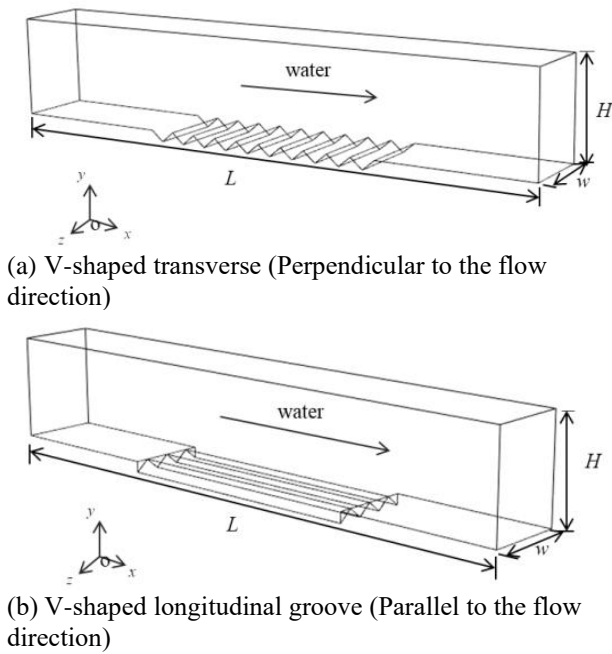 water
H
L
w
y
O
x
z
(a) V-shaped transverse (Perpendicular to the flow
direction)
water
H
L
w
y
O
x
z
(b) V-shaped longitudinal groove (Parallel to the flow
direction)